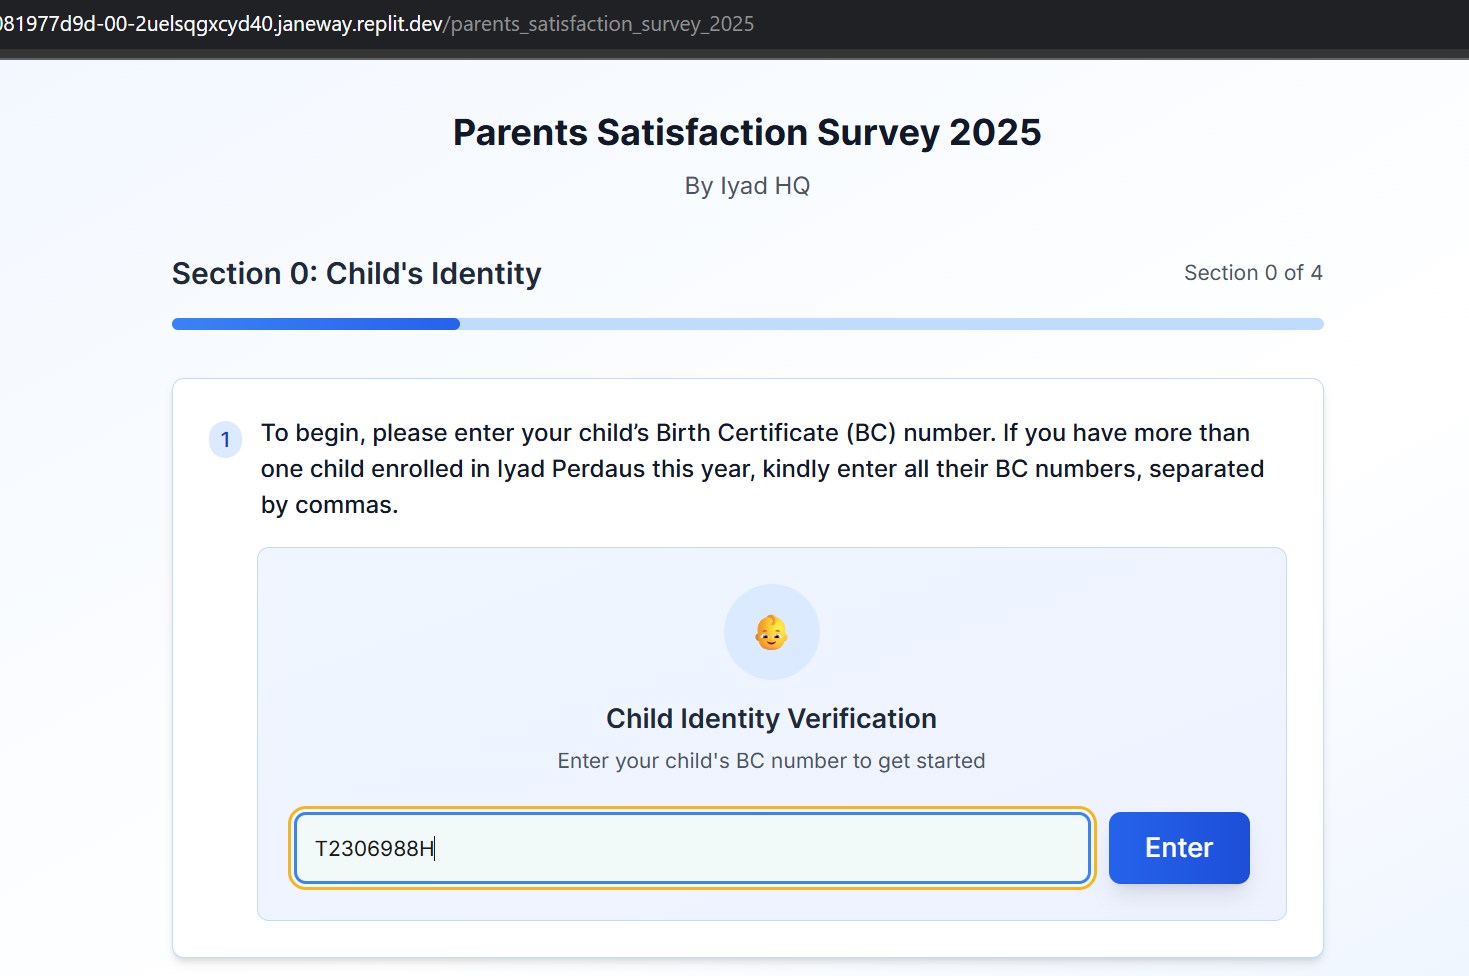 081977d9d-00-2uelsqgxcyd40.janeway.replit.dev/parents_satisfaction_survey_2025
Parents Satisfaction Survey 2025
By Iyad HQ
Section 0: Child's Identity
Section 0 of 4
1
To begin, please enter your child’s Birth Certificate (BC) number. If you have more than
one child enrolled in Iyad Perdaus this year, kindly enter all their BC numbers, separated
by commas.
Child Identity Verification
Enter your child's BC number to get started
T2306988H
Enter